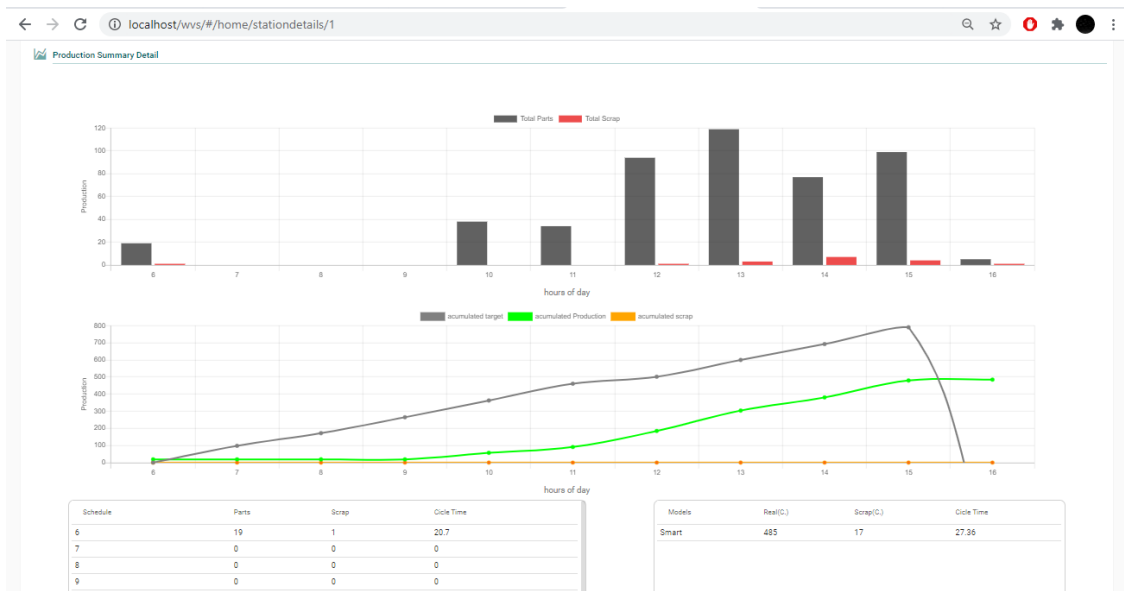 localhost/wvs/#/home/stationdetails/1
Production Summary Detail
Total Parts Total Scrap
120
100
80
60
40
20
0
Production
6 7 8 9 10 11 12 13 14 15 16
hours of day
acumulated target acumulated Production acumulated scrap
800
700
600
500
400
300
200
100
0
Production
6 7 8 9 10 11 12 13 14 15 16
hours of day
Schedule Parts Scrap Cicle Time
6 19 1 20.7
7 0 0 0
8 0 0 0
9 0 0 0
Models Real(C.) Scrap(C.) Cicle Time
Smart 485 17 27.36